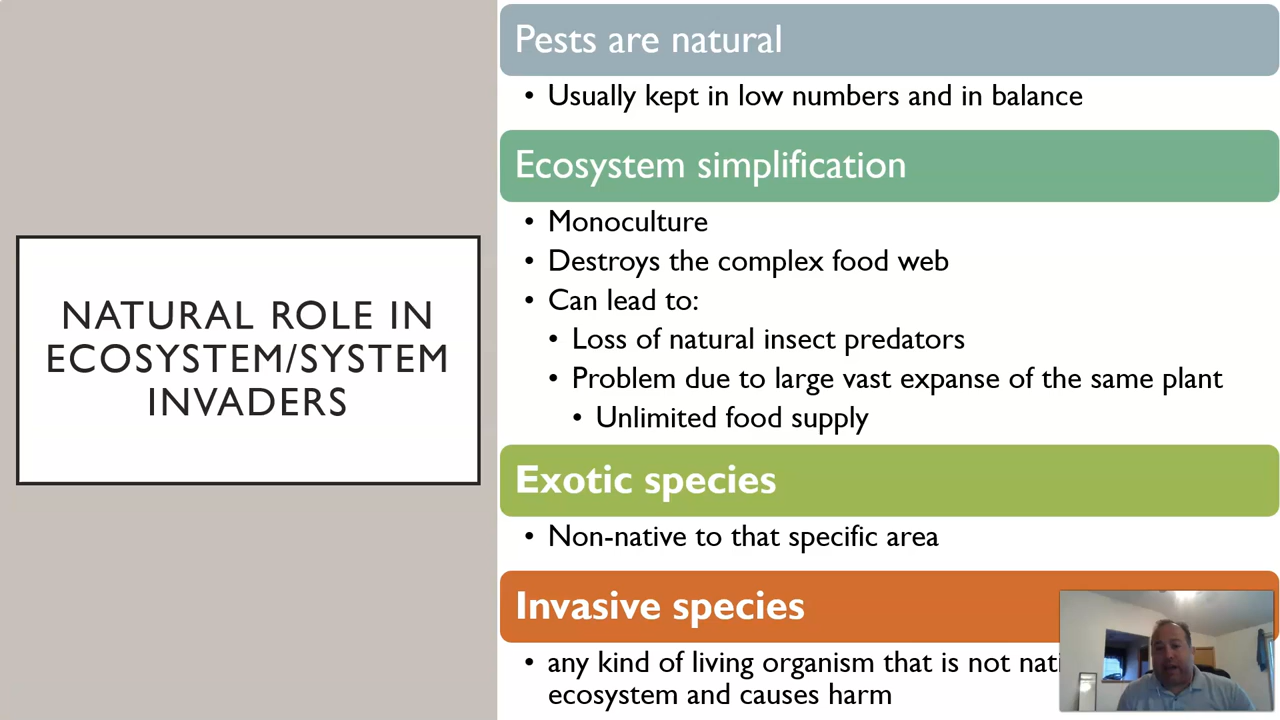 NATURAL ROLE IN
ECOSYSTEM/SYSTEM
INVADERS
Pests are natural
• Usually kept in low numbers and in balance
Ecosystem simplification
• Monoculture
• Destroys the complex food web
• Can lead to:
• Loss of natural insect predators
• Problem due to large vast expanse of the same plant
• Unlimited food supply
Exotic species
• Non-native to that specific area
Invasive species
• any kind of living organism that is not
ecosystem and causes harm